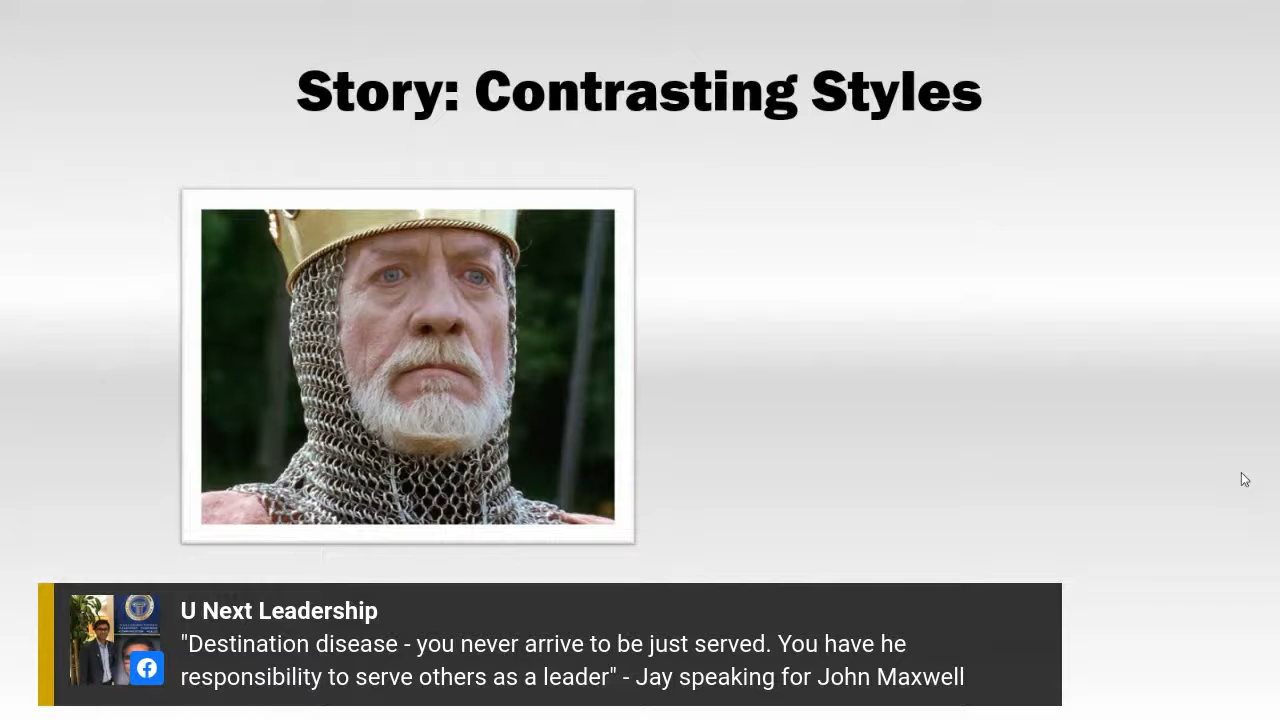 Story: Contrasting Styles
U Next Leadership
"Destination disease - you never arrive to be just served. You have he
responsibility to serve others as a leader" - Jay speaking for John Maxwell